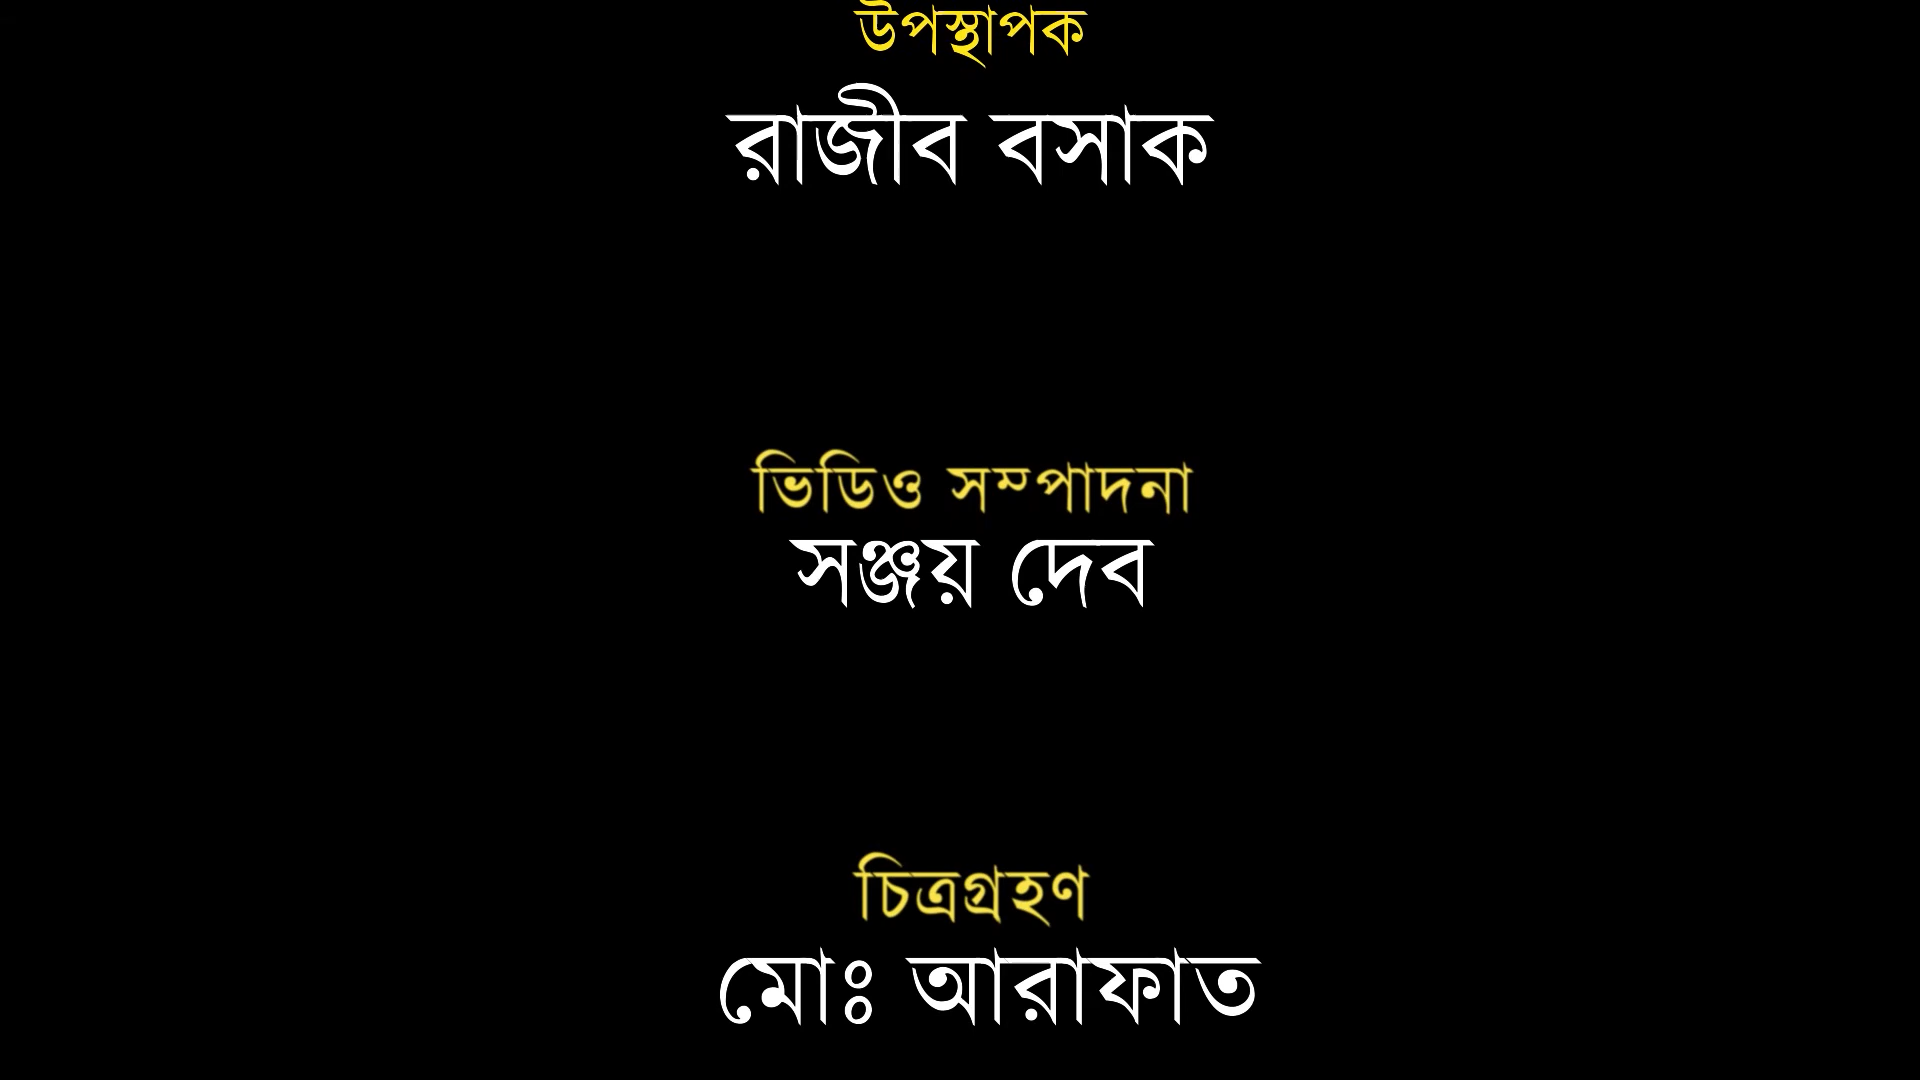 উপস্থাপক
রাজীব বসাক
ভিডিও সম্পাদনা
সঞ্জয় দেব
চিত্রগ্রহণ
মোঃ আরাফাত